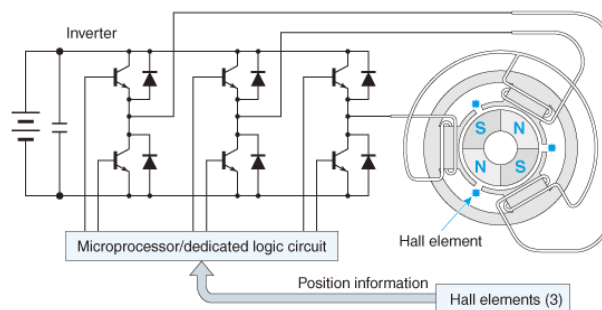 Inverter
S N
N S
Hall element
Microprocessor/dedicated logic circuit
Position information
Hall elements (3)